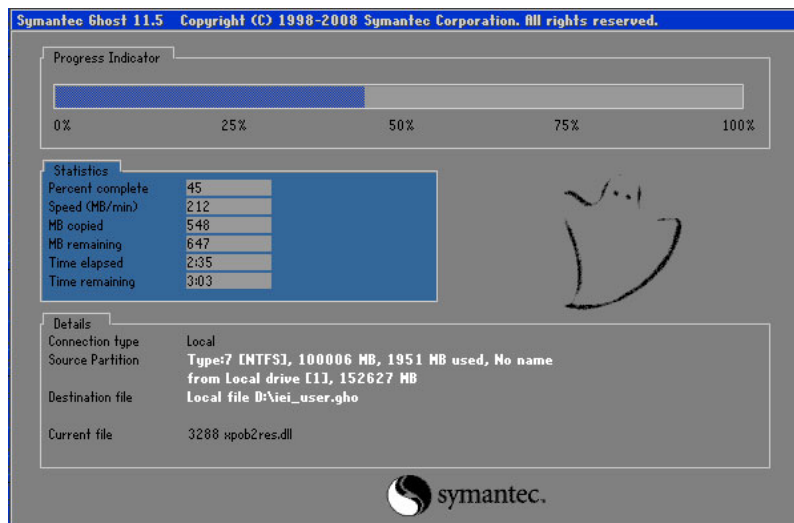 Symantec Ghost 11.5 Copyright (C) 1998-2008 Symantec Corporation. All rights reserved.
Progress Indicator
0% 25% 50% 75% 100%
Statistics
Percent complete 45
Speed (MB/min) 212
MB copied 548
MB remaining 647
Time elapsed 2:35
Time remaining 3:03
Details
Connection type Local
Source Partition Type:7 [NTFS], 100006 MB, 1951 MB used, No name
from Local drive [1], 152627 MB
Destination file Local file D:\iei_user.gho
Current file 3288 xpob2res.dll
symantec.